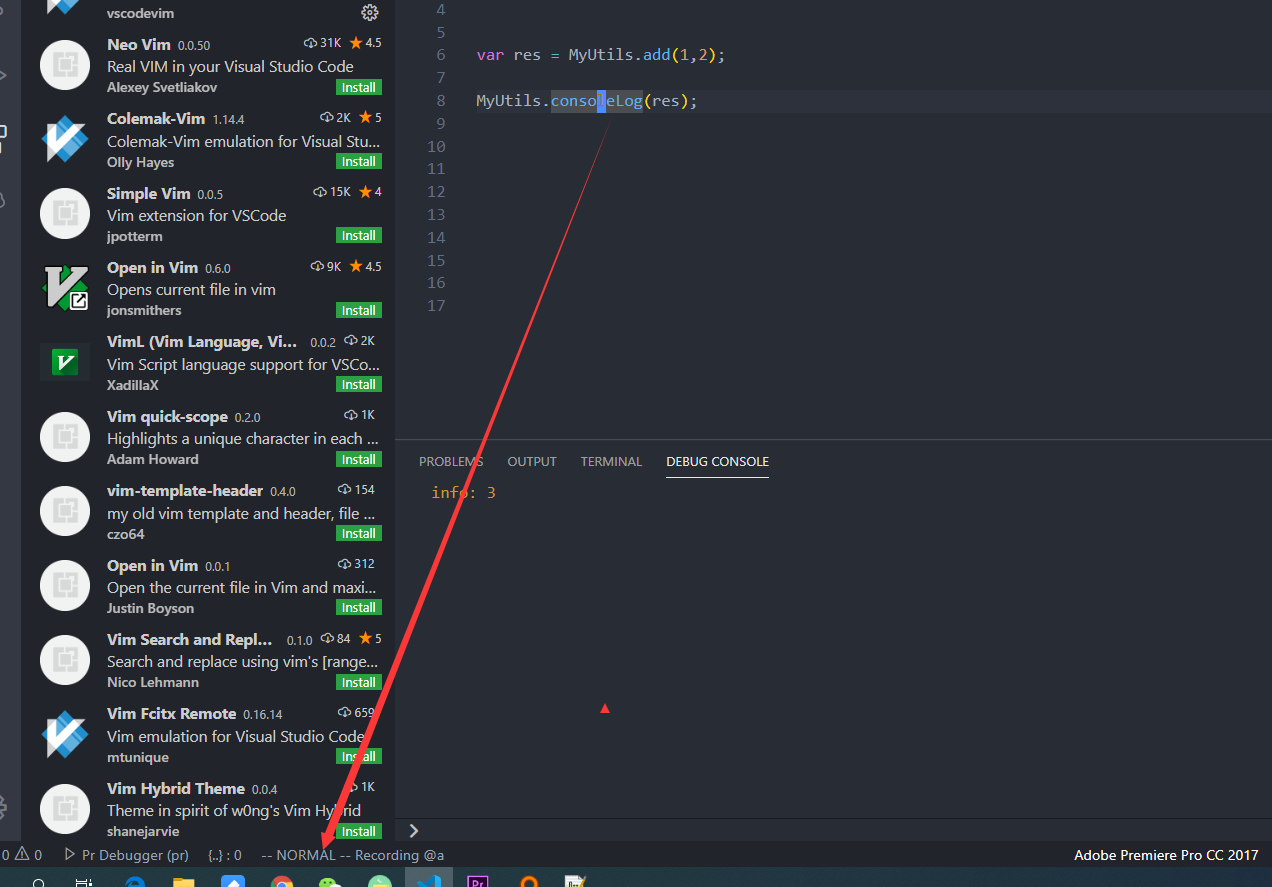 vscodevim
Neo Vim 0.0.50 31K 4.5
Real VIM in your Visual Studio Code
Alexey Svetliakov Install
Colemak-Vim 1.14.4 2K 5
Colemak-Vim emulation for Visual Stu...
Olly Hayes Install
Simple Vim 0.0.5 15K 4
Vim extension for VSCode
jpotterm Install
Open in Vim 0.6.0 9K 4.5
Opens current file in vim
jonsmithers Install
VimL (Vim Language, Vi... 0.0.2 2K
Vim Script language support for VSCo...
XadillaX Install
Vim quick-scope 0.2.0 1K
Highlights a unique character in each ...
Adam Howard Install
vim-template-header 0.4.0 154
my old vim template and header, file ...
czo64 Install
Open in Vim 0.0.1 312
Open the current file in Vim and maxi...
Justin Boyson Install
Vim Search and Repl... 0.1.0 84 5
Search and replace using vim's [range...
Nico Lehmann Install
Vim Fcitx Remote 0.16.14 659
Vim emulation for Visual Studio Code
mtunique Install
Vim Hybrid Theme 0.0.4 1K
Theme in spirit of w0ng's Vim Hybrid
shanejarvie Install
4
5
6 var res = MyUtils.add(1,2);
7
8 MyUtils.consoleLog(res);
9
10
11
12
13
14
15
16
17
PROBLEMS OUTPUT TERMINAL DEBUG CONSOLE
info: 3
0 0 Pr Debugger (pr) {..} : 0 -- NORMAL -- Recording @a Adobe Premiere Pro CC 2017
Pr